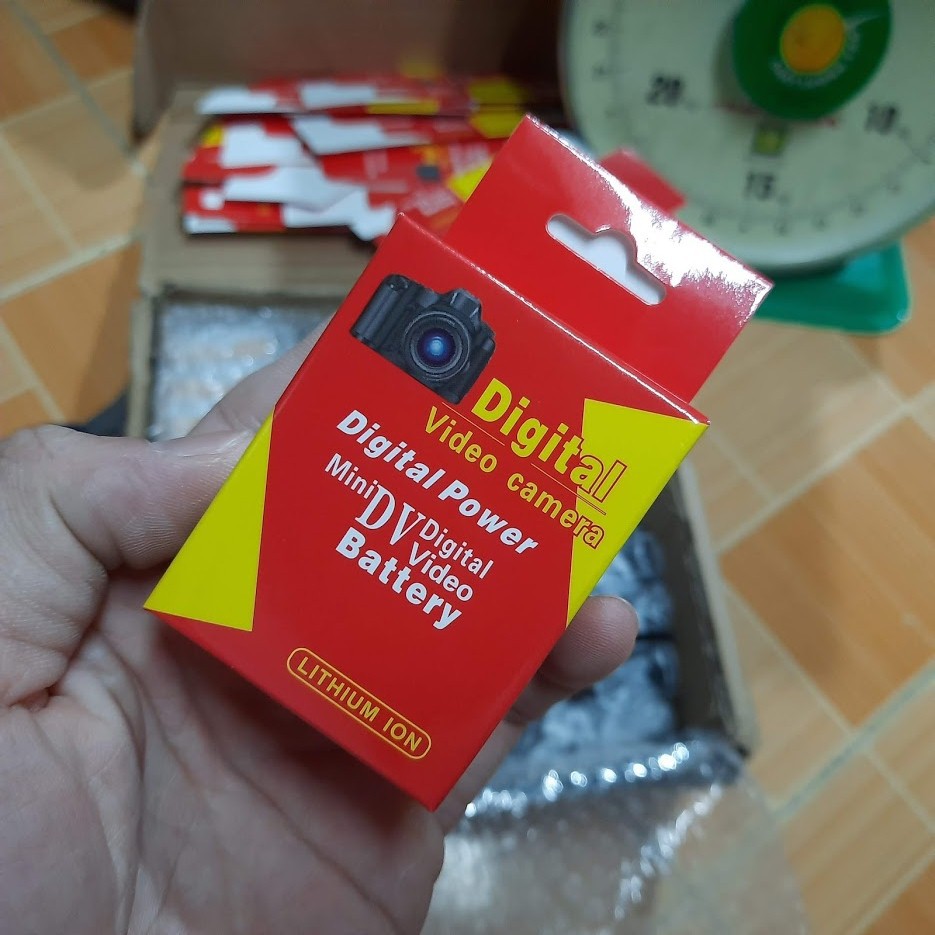 20
10
15
Digital
Video camera
Digital Power
Mini DV Digital
Video
Battery
LITHIUM ION